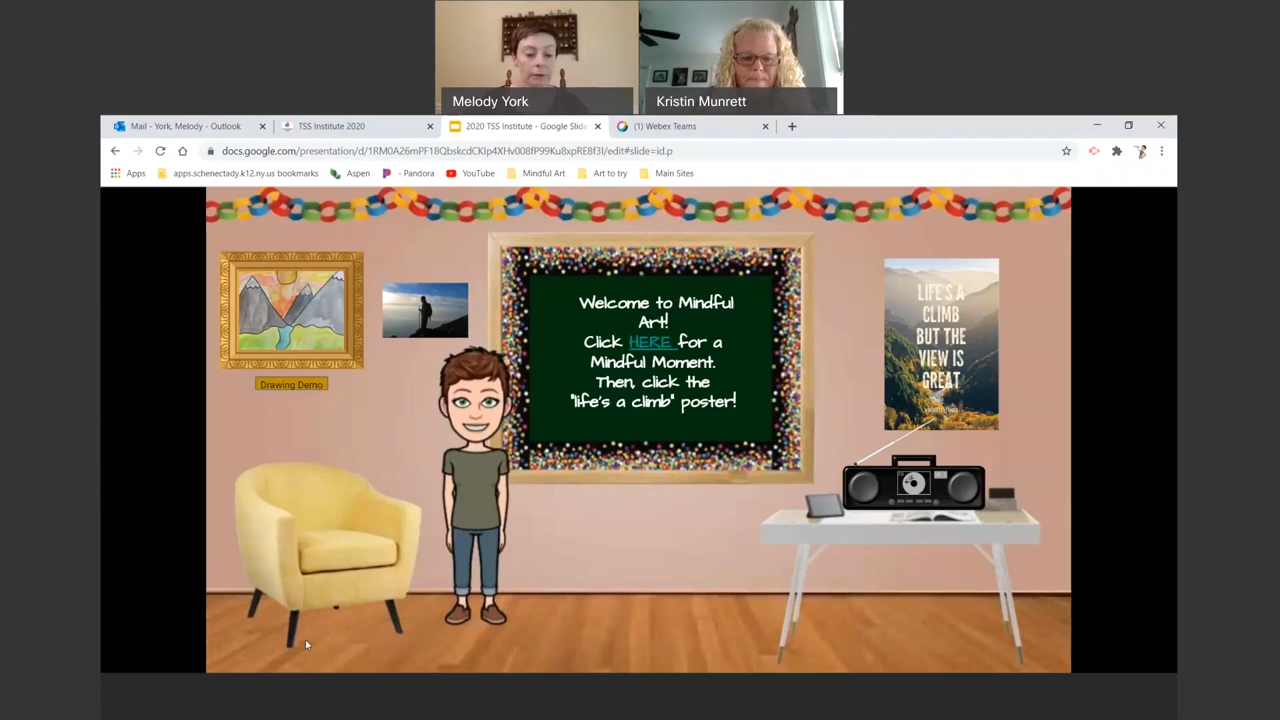 Melody York
Kristin Munrett
Mail - York, Melody - Outlook
TSS Institute 2020
2020 TSS Institute - Google Slide
(1) Webex Teams
docs.google.com/presentation/d/1RM0A26mPF18QbskcdCKlp4XHv008fP99Ku8xpRE8f3I/edit#slide=id.p
Apps
apps.schenectady.k12.ny.us bookmarks
Aspen
- Pandora
YouTube
Mindful Art
Art to try
Main Sites
Welcome to Mindful
Art!
Click HERE for a
Mindful Moment.
Then, click the
"life's a climb" poster!
LIFE'S A
CLIMB
BUT THE
VIEW IS
GREAT
Drawing Demo